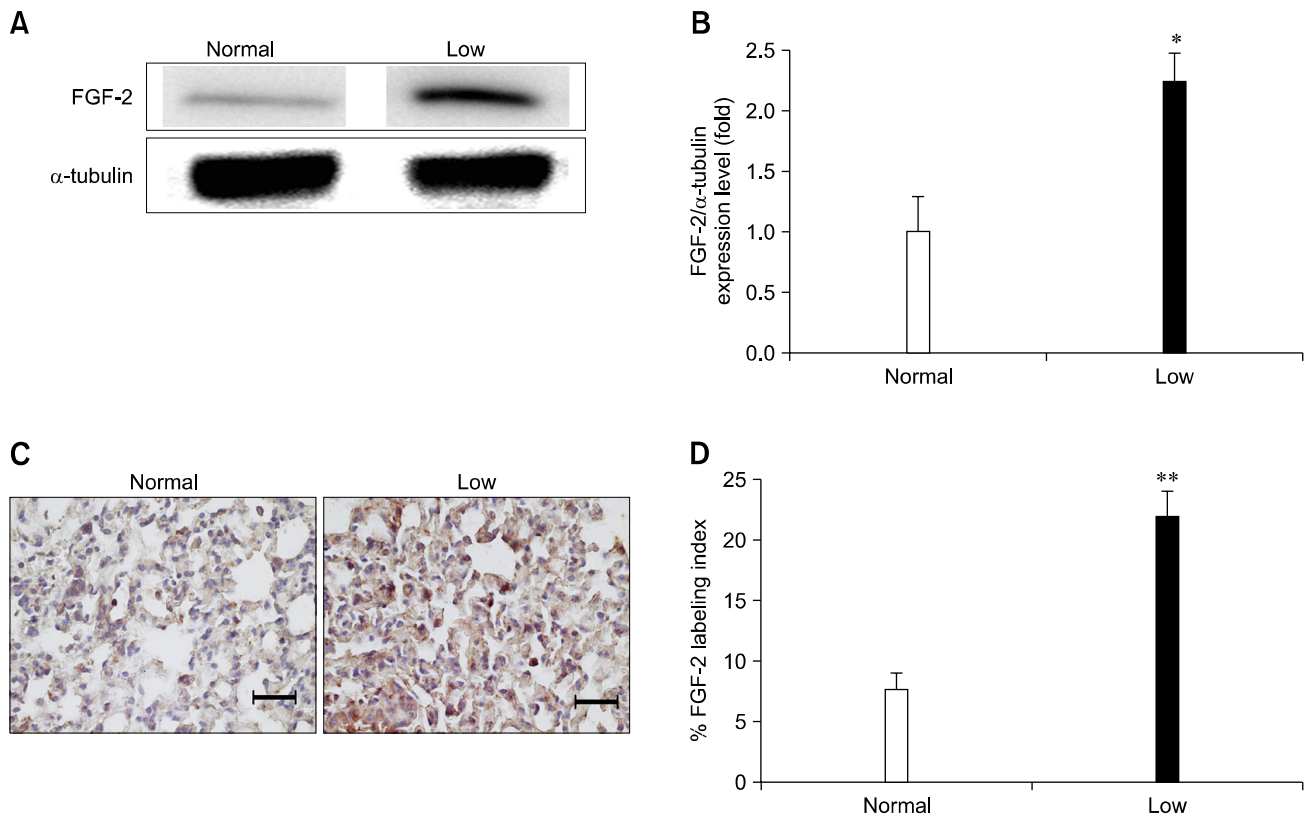 A
Normal Low
FGF-2
α-tubulin
B
FGF-2/α-tubulin
expression level (fold)
2.5
2.0
1.5
1.0
0.5
0.0
*
Normal Low
C
Normal Low
D
% FGF-2 labeling index
25
20
15
10
5
0
**
Normal Low